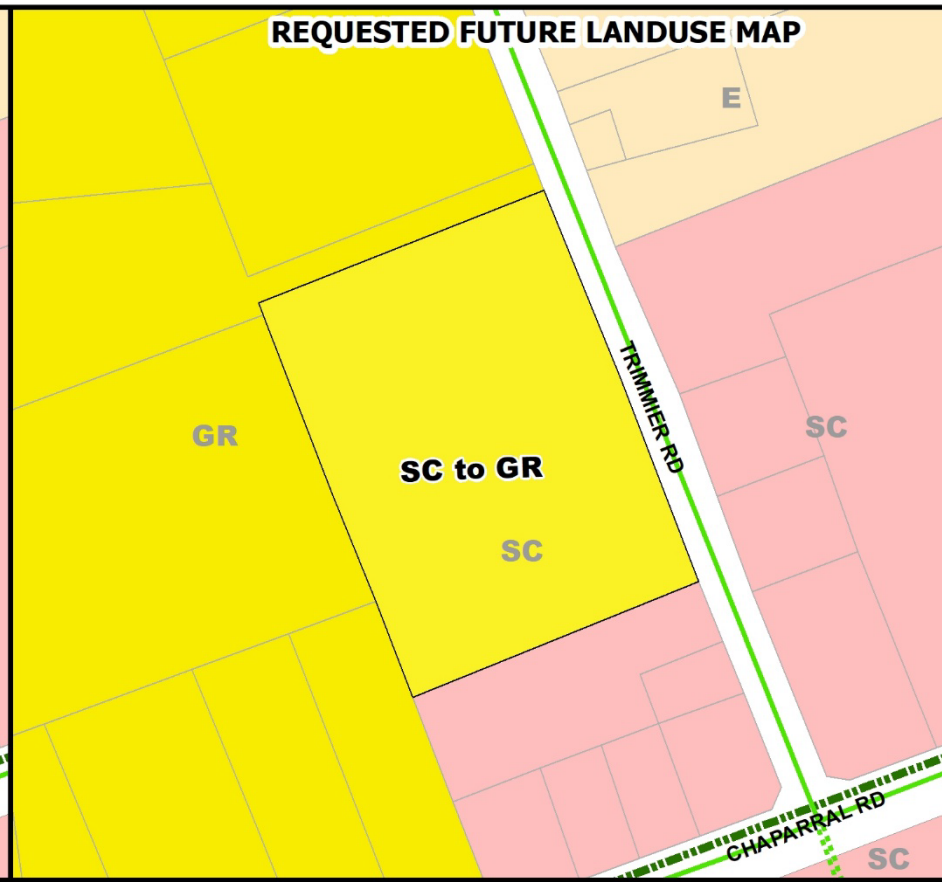 REQUESTED FUTURE LANDUSE MAP
E
TRIMMIER RD
GR
SC
SC to GR
SC
CHAPARRAL RD
SC